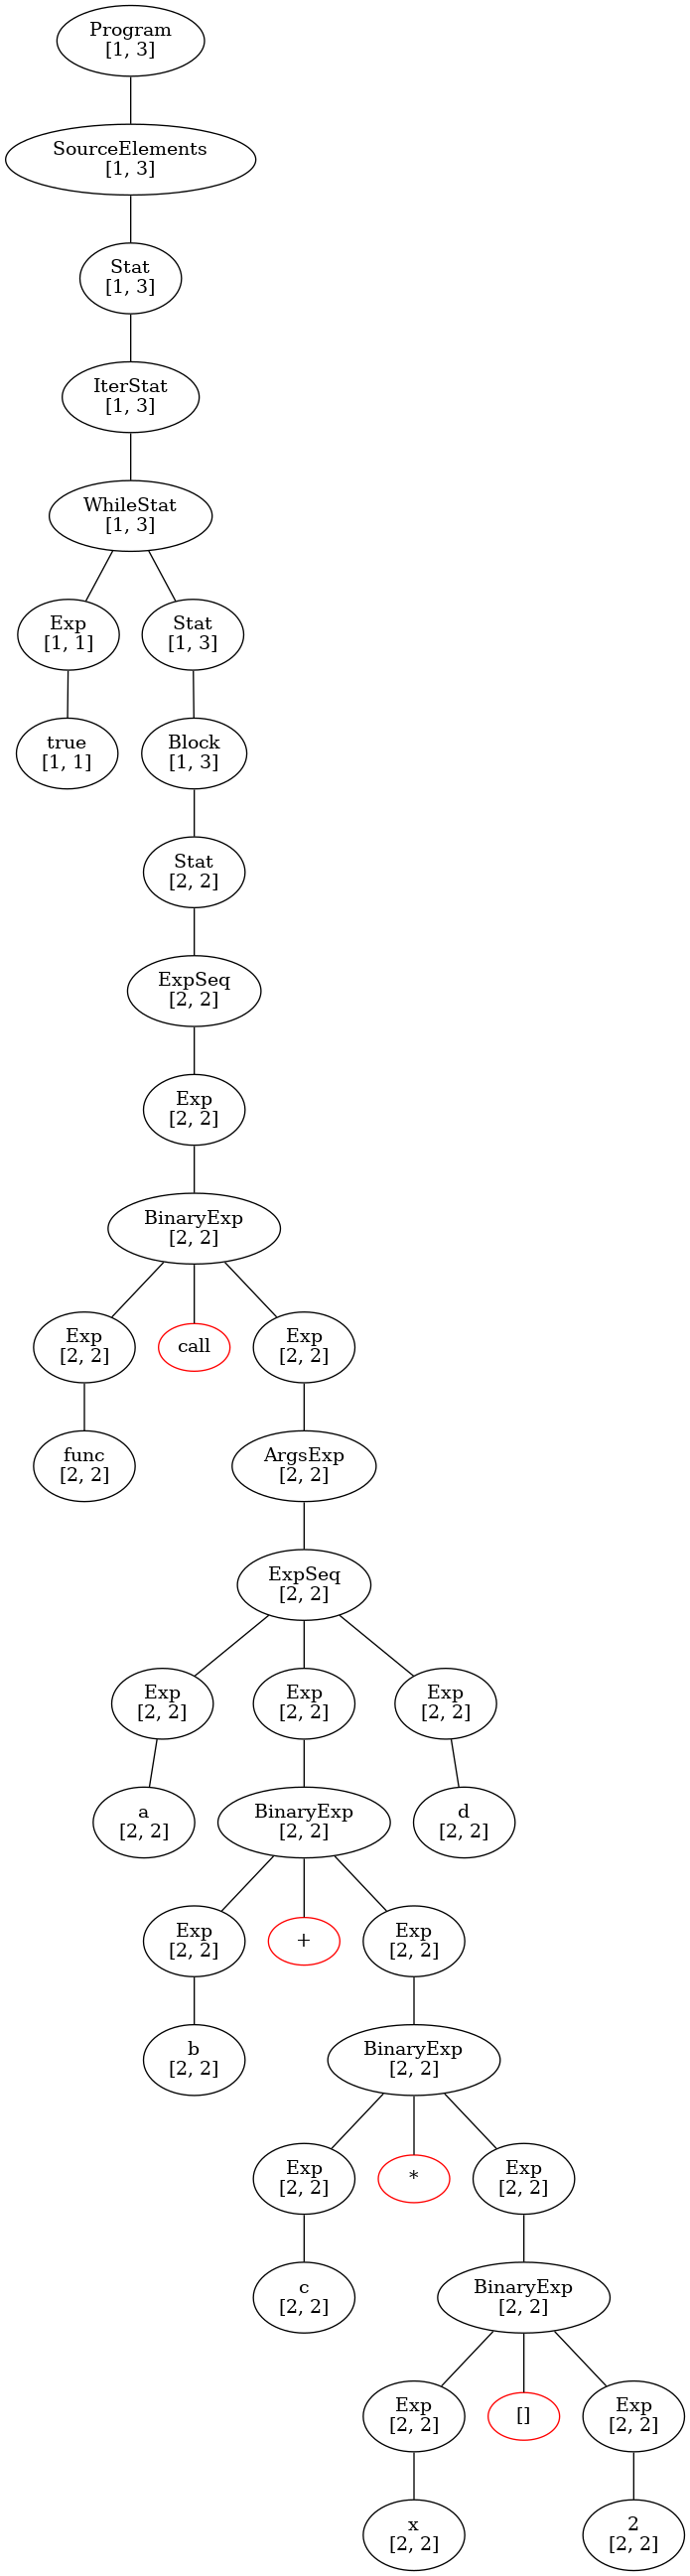 Program
[1, 3]
SourceElements
[1, 3]
Stat
[1, 3]
IterStat
[1, 3]
WhileStat
[1, 3]
Exp
[1, 1]
Stat
[1, 3]
true
[1, 1]
Block
[1, 3]
Stat
[2, 2]
ExpSeq
[2, 2]
Exp
[2, 2]
BinaryExp
[2, 2]
Exp
[2, 2]
call
Exp
[2, 2]
func
[2, 2]
ArgsExp
[2, 2]
ExpSeq
[2, 2]
Exp
[2, 2]
Exp
[2, 2]
Exp
[2, 2]
a
[2, 2]
BinaryExp
[2, 2]
d
[2, 2]
Exp
[2, 2]
+
Exp
[2, 2]
b
[2, 2]
BinaryExp
[2, 2]
Exp
[2, 2]
*
Exp
[2, 2]
c
[2, 2]
BinaryExp
[2, 2]
Exp
[2, 2]
[]
Exp
[2, 2]
x
[2, 2]
2
[2, 2]